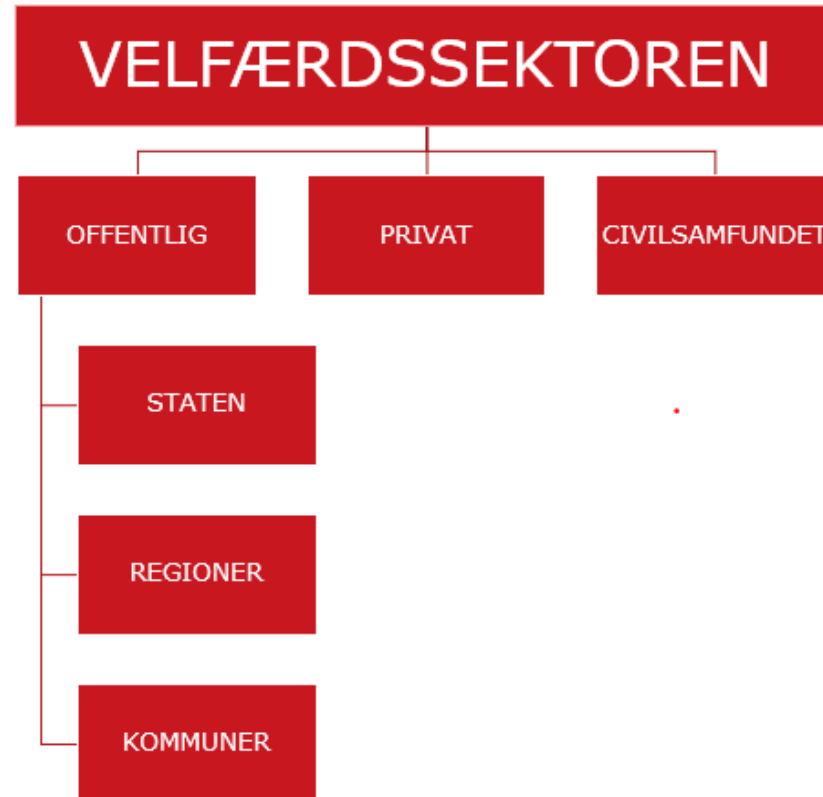 VELFÆRDSSEKTOREN
OFFENTLIG
PRIVAT
CIVILSAMFUNDET
STATEN
REGIONER
KOMMUNER